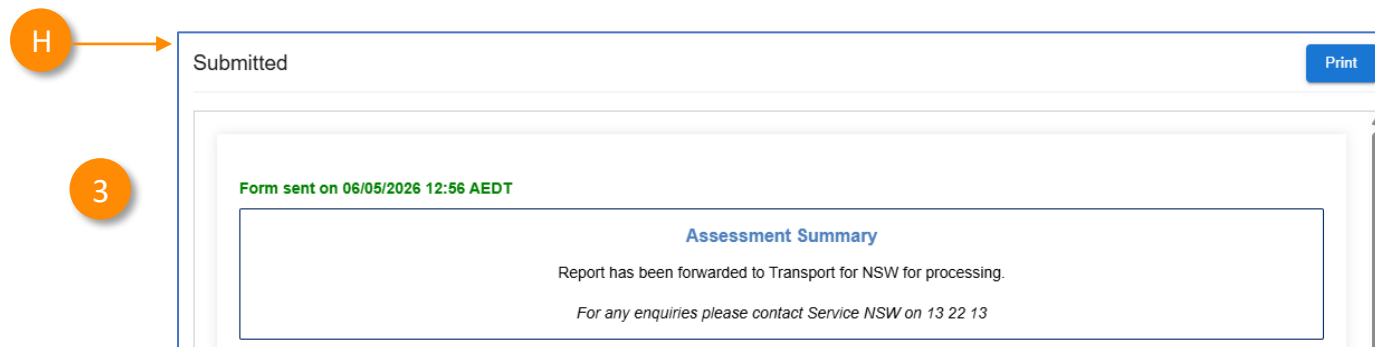 H
Submitted
Print
3
Form sent on 06/05/2026 12:56 AEDT
Assessment Summary
Report has been forwarded to Transport for NSW for processing.
For any enquiries please contact Service NSW on 13 22 13